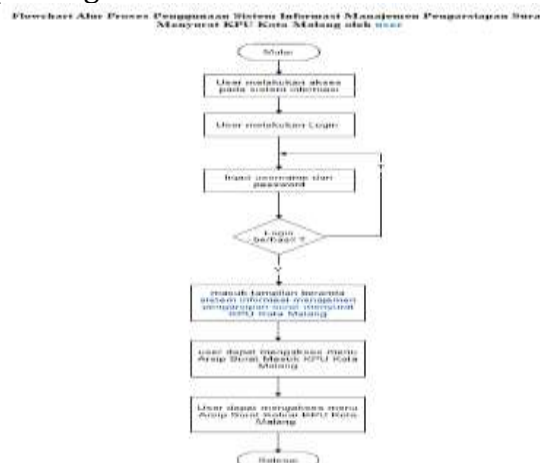 Flowchart Alur Proses Penggunaan Sistem Informasi Manajemen Pengarsipan Sura
Menyurat KPU Kota Malang oleh user
Mulai
User melakukan akses
pada sistem informasi
User melakukan Login
Input username dan
password
Login
berhasil ?
Y
masuk tampilan beranda
sistem informasi manajemen
pengarsipan surat menyurat
KPU Kota Malang
user dapat mengakses menu
Arsip Surat Masuk KPU Kota
Malang
User dapat mengakses menu
Arsip Surat Keluar KPU Kota
Malang
Selesai